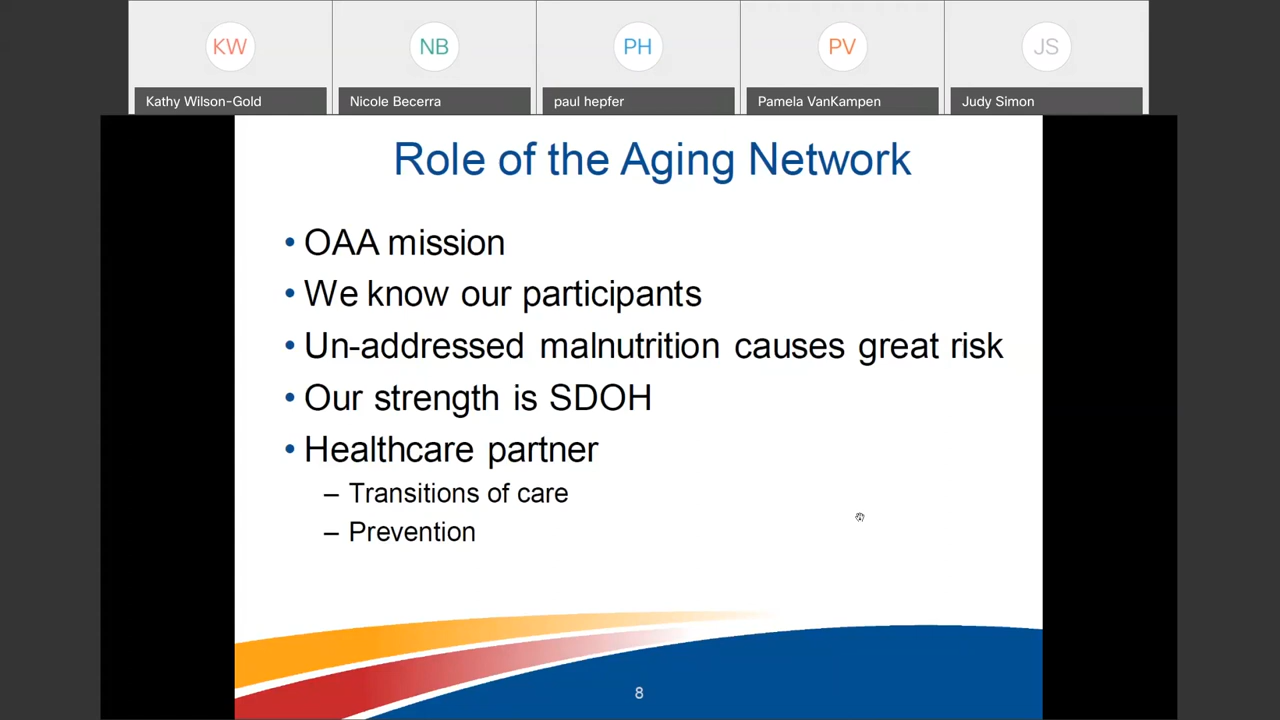 KW
NB
PH
PV
JS
Kathy Wilson-Gold
Nicole Becerra
paul hepfer
Pamela VanKampen
Judy Simon
Role of the Aging Network
• OAA mission
• We know our participants
• Un-addressed malnutrition causes great risk
• Our strength is SDOH
• Healthcare partner
– Transitions of care
– Prevention
8